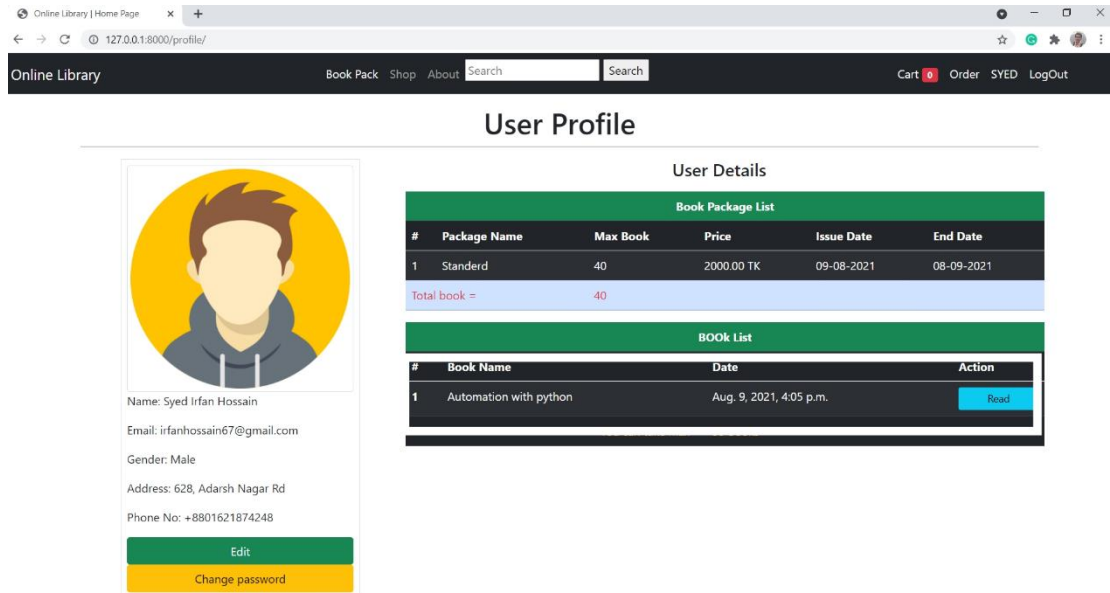 Online Library | Home Page
127.0.0.1:8000/profile/
Online Library Book Pack Shop About Search Search Cart 0 Order SYED LogOut
User Profile
User Details
Book Package List
# Package Name Max Book Price Issue Date End Date
1 Standerd 40 2000.00 TK 09-08-2021 08-09-2021
Total book = 40
BOOk List
# Book Name Date Action
1 Automation with python Aug. 9, 2021, 4:05 p.m. Read
Name: Syed Irfan Hossain
Email: irfanhossain67@gmail.com
Gender: Male
Address: 628, Adarsh Nagar Rd
Phone No: +8801621874248
Edit
Change password